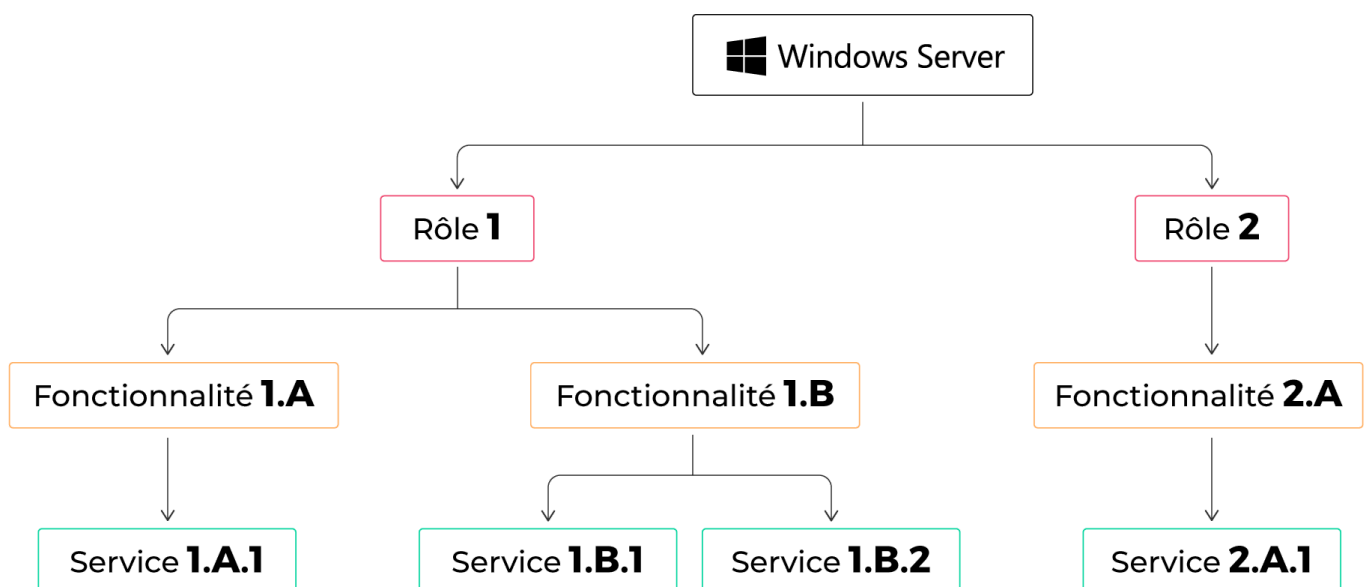 Windows Server
Rôle 1
Rôle 2
Fonctionnalité 1.A
Fonctionnalité 1.B
Fonctionnalité 2.A
Service 1.A.1
Service 1.B.1
Service 1.B.2
Service 2.A.1